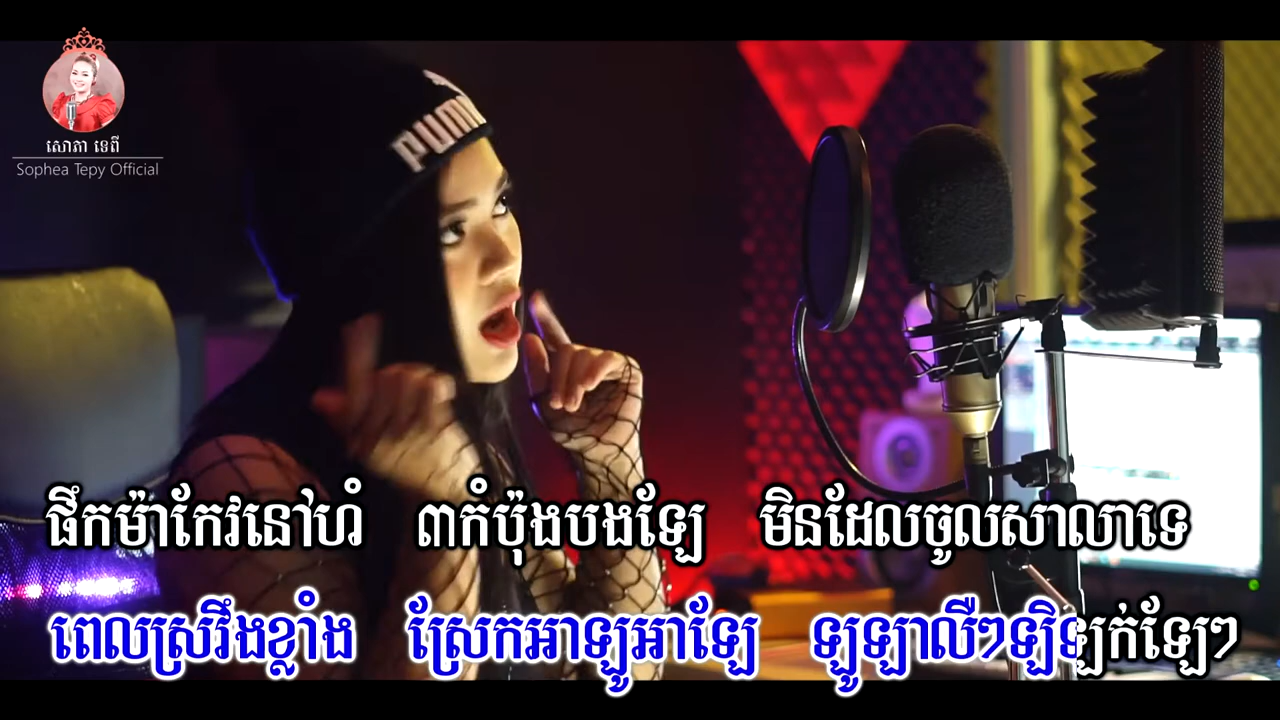 សោភា ទេពី
Sophea Tepy Official
PUMA
ផឹកម៉ាកែវនៅហំ ៣កំប៉ុងបងឡែ មិនដែលចូលសាលាទេ
ពេលស្រវឹងខ្លាំង ស្រែកអាឡូអាឡែ ឡូឡាលឺៗឡិឡក់ឡែៗ